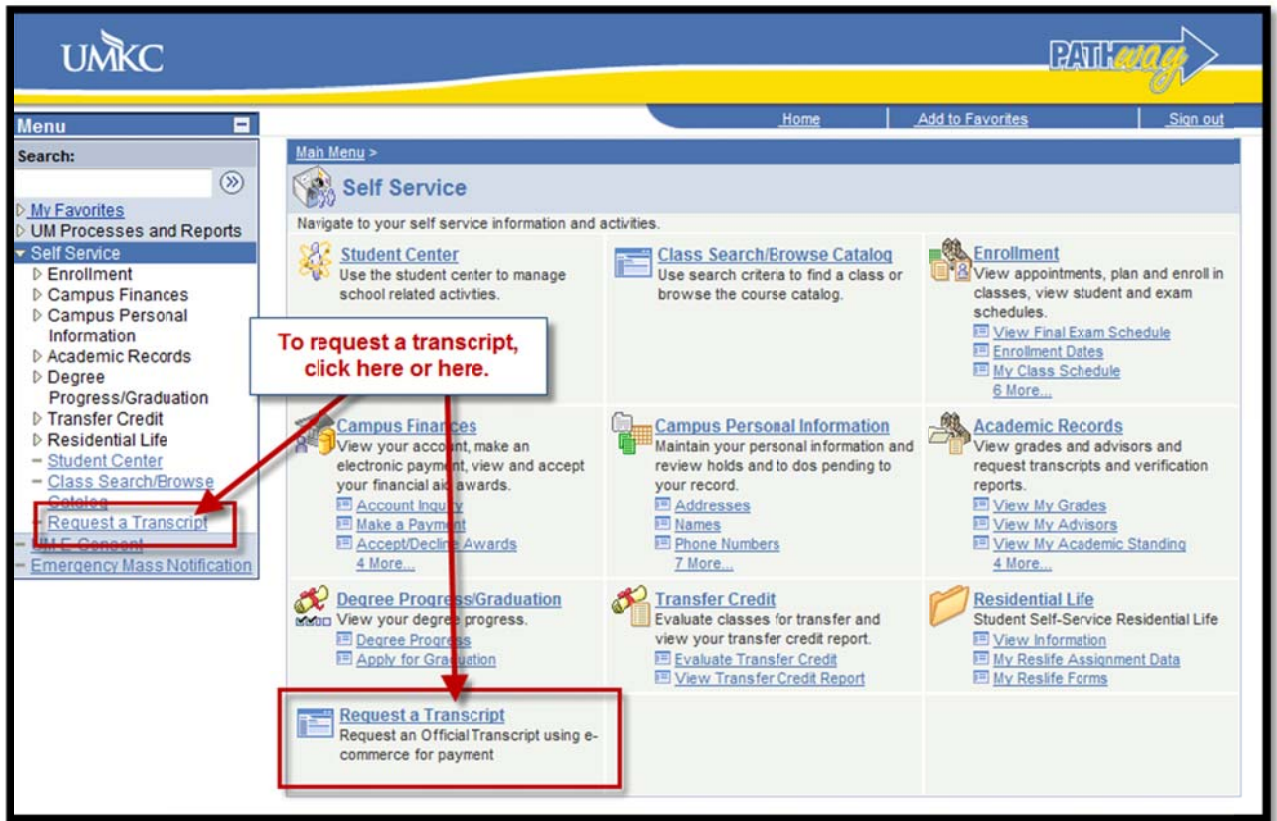 UMKC
PATHway
Home
Add to Favorites
Sign out
Menu
Search:
My Favorites
UM Processes and Reports
Self Service
Enrollment
Campus Finances
Campus Personal
Information
Academic Records
Degree
Progress/Graduation
Transfer Credit
Residential Life
Student Center
Class Search/Browse
Catalog
Request a Transcript
UM E-Consent
Emergency Mass Notification
Main Menu >
Self Service
Navigate to your self service information and activities.
Student Center
Use the student center to manage
school related activties.
Class Search/Browse Catalog
Use search critera to find a class or
browse the course catalog.
Enrollment
View appointments, plan and enroll in
classes, view student and exam
schedules.
View Final Exam Schedule
Enrollment Dates
My Class Schedule
6 More...
To request a transcript,
click here or here.
Campus Finances
View your account, make an
electronic payment, view and accept
your financial aid awards.
Account Inquiry
Make a Payment
Accept/Decline Awards
4 More...
Campus Personal Information
Maintain your personal information and
review holds and to dos pending to
your record.
Addresses
Names
Phone Numbers
7 More...
Academic Records
View grades and advisors and
request transcripts and verification
reports.
View My Grades
View My Advisors
View My Academic Standing
4 More...
Degree Progress/Graduation
View your degree progress.
Degree Progress
Apply for Graduation
Transfer Credit
Evaluate classes for transfer and
view your transfer credit report.
Evaluate Transfer Credit
View Transfer Credit Report
Residential Life
Student Self-Service Residential Life
View Information
My Reslife Assignment Data
My Reslife Forms
Request a Transcript
Request an Official Transcript using e-
commerce for payment